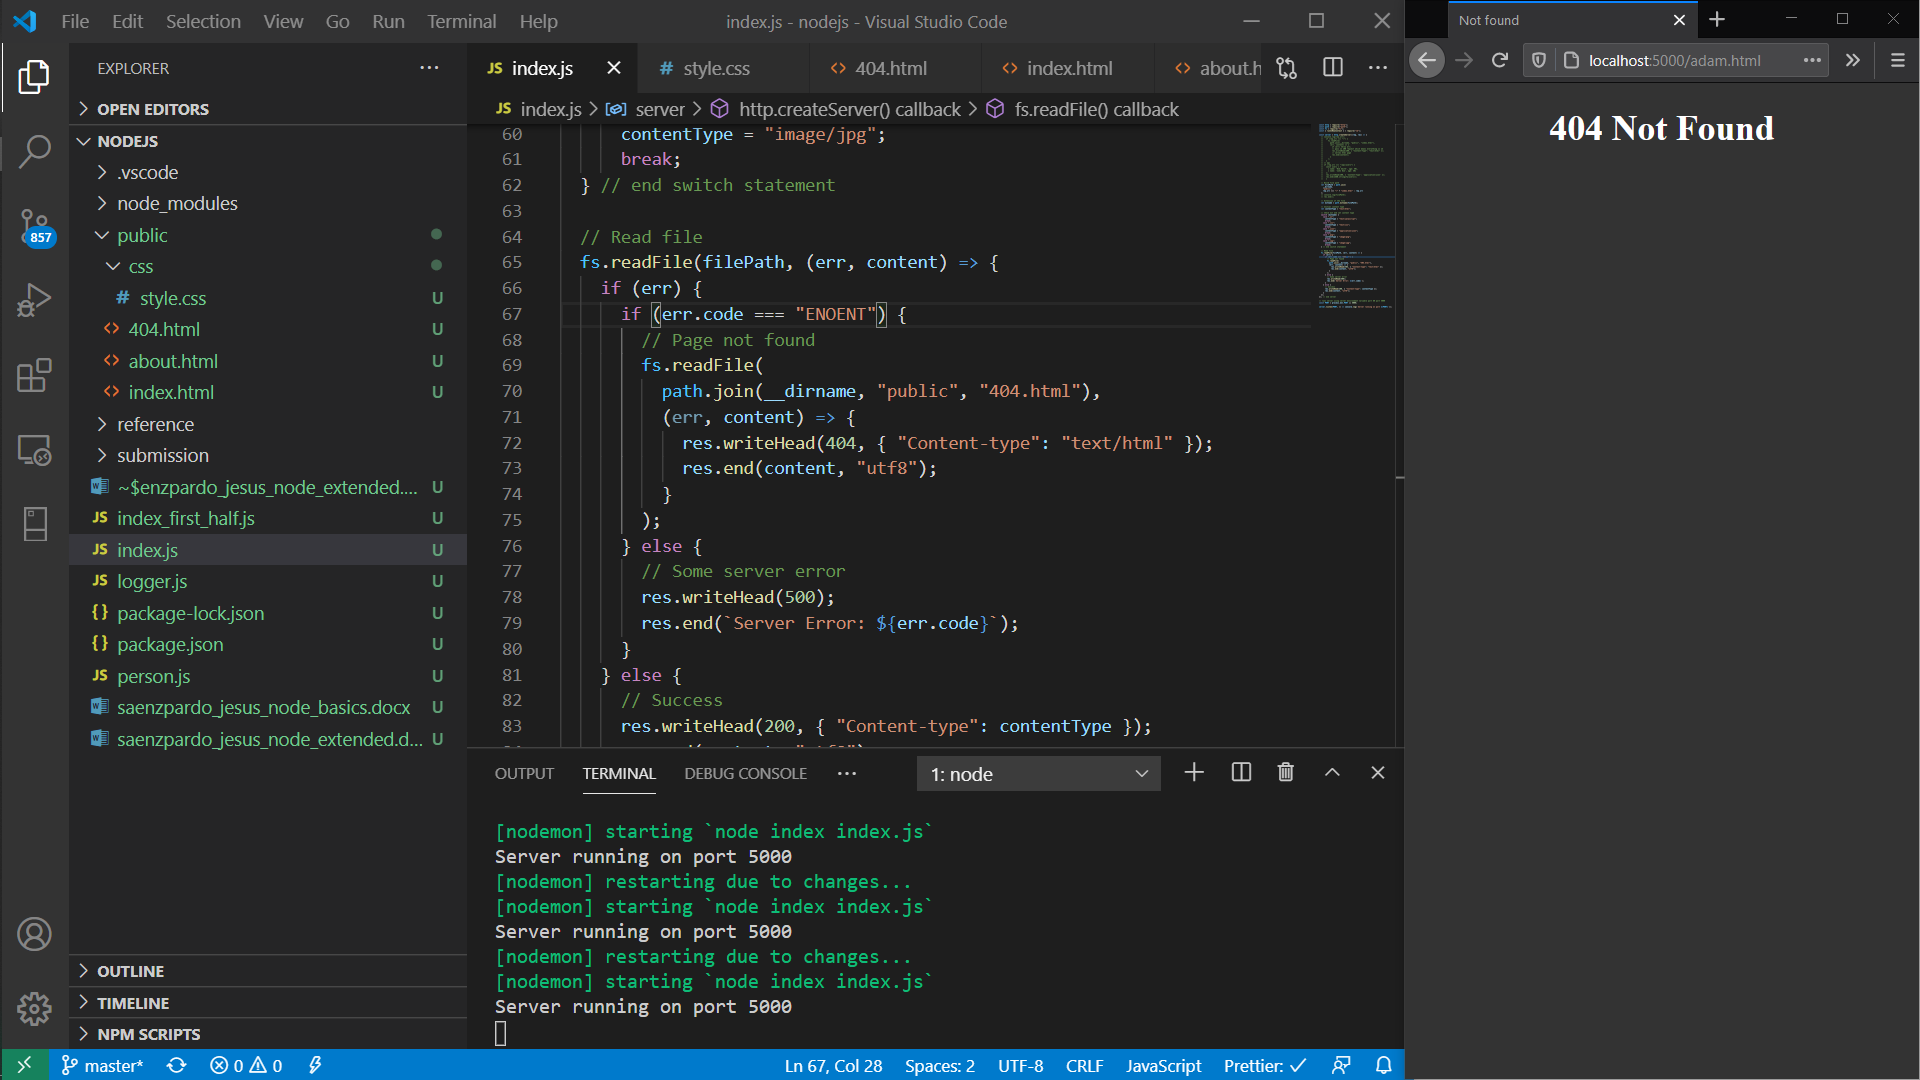 File Edit Selection View Go Run Terminal Help
index.js - nodejs - Visual Studio Code
EXPLORER
OPEN EDITORS
NODEJS
.vscode
node_modules
public
css
# style.css U
<> 404.html U
<> about.html U
<> index.html U
reference
submission
~$enzpardo_jesus_node_extended.... U
JS index_first_half.js U
JS index.js U
JS logger.js U
{} package-lock.json U
{} package.json U
JS person.js U
saenzpardo_jesus_node_basics.docx U
saenzpardo_jesus_node_extended.d... U
OUTLINE
TIMELINE
NPM SCRIPTS
857
JS index.js # style.css <> 404.html <> index.html <> about.h
JS index.js > server > http.createServer() callback > fs.readFile() callback
60 contentType = "image/jpg";
61 break;
62 } // end switch statement
63
64 // Read file
65 fs.readFile(filePath, (err, content) => {
66 if (err) {
67 if (err.code === "ENOENT") {
68 // Page not found
69 fs.readFile(
70 path.join(__dirname, "public", "404.html"),
71 (err, content) => {
72 res.writeHead(404, { "Content-type": "text/html" });
73 res.end(content, "utf8");
74 }
75 );
76 } else {
77 // Some server error
78 res.writeHead(500);
79 res.end(`Server Error: ${err.code}`);
80 }
81 } else {
82 // Success
83 res.writeHead(200, { "Content-type": contentType });
OUTPUT TERMINAL DEBUG CONSOLE
1: node
[nodemon] starting `node index index.js`
Server running on port 5000
[nodemon] restarting due to changes...
[nodemon] starting `node index index.js`
Server running on port 5000
[nodemon] restarting due to changes...
[nodemon] starting `node index index.js`
Server running on port 5000
master* 0 0 Ln 67, Col 28 Spaces: 2 UTF-8 CRLF JavaScript Prettier: ✓
Not found
localhost:5000/adam.html
404 Not Found